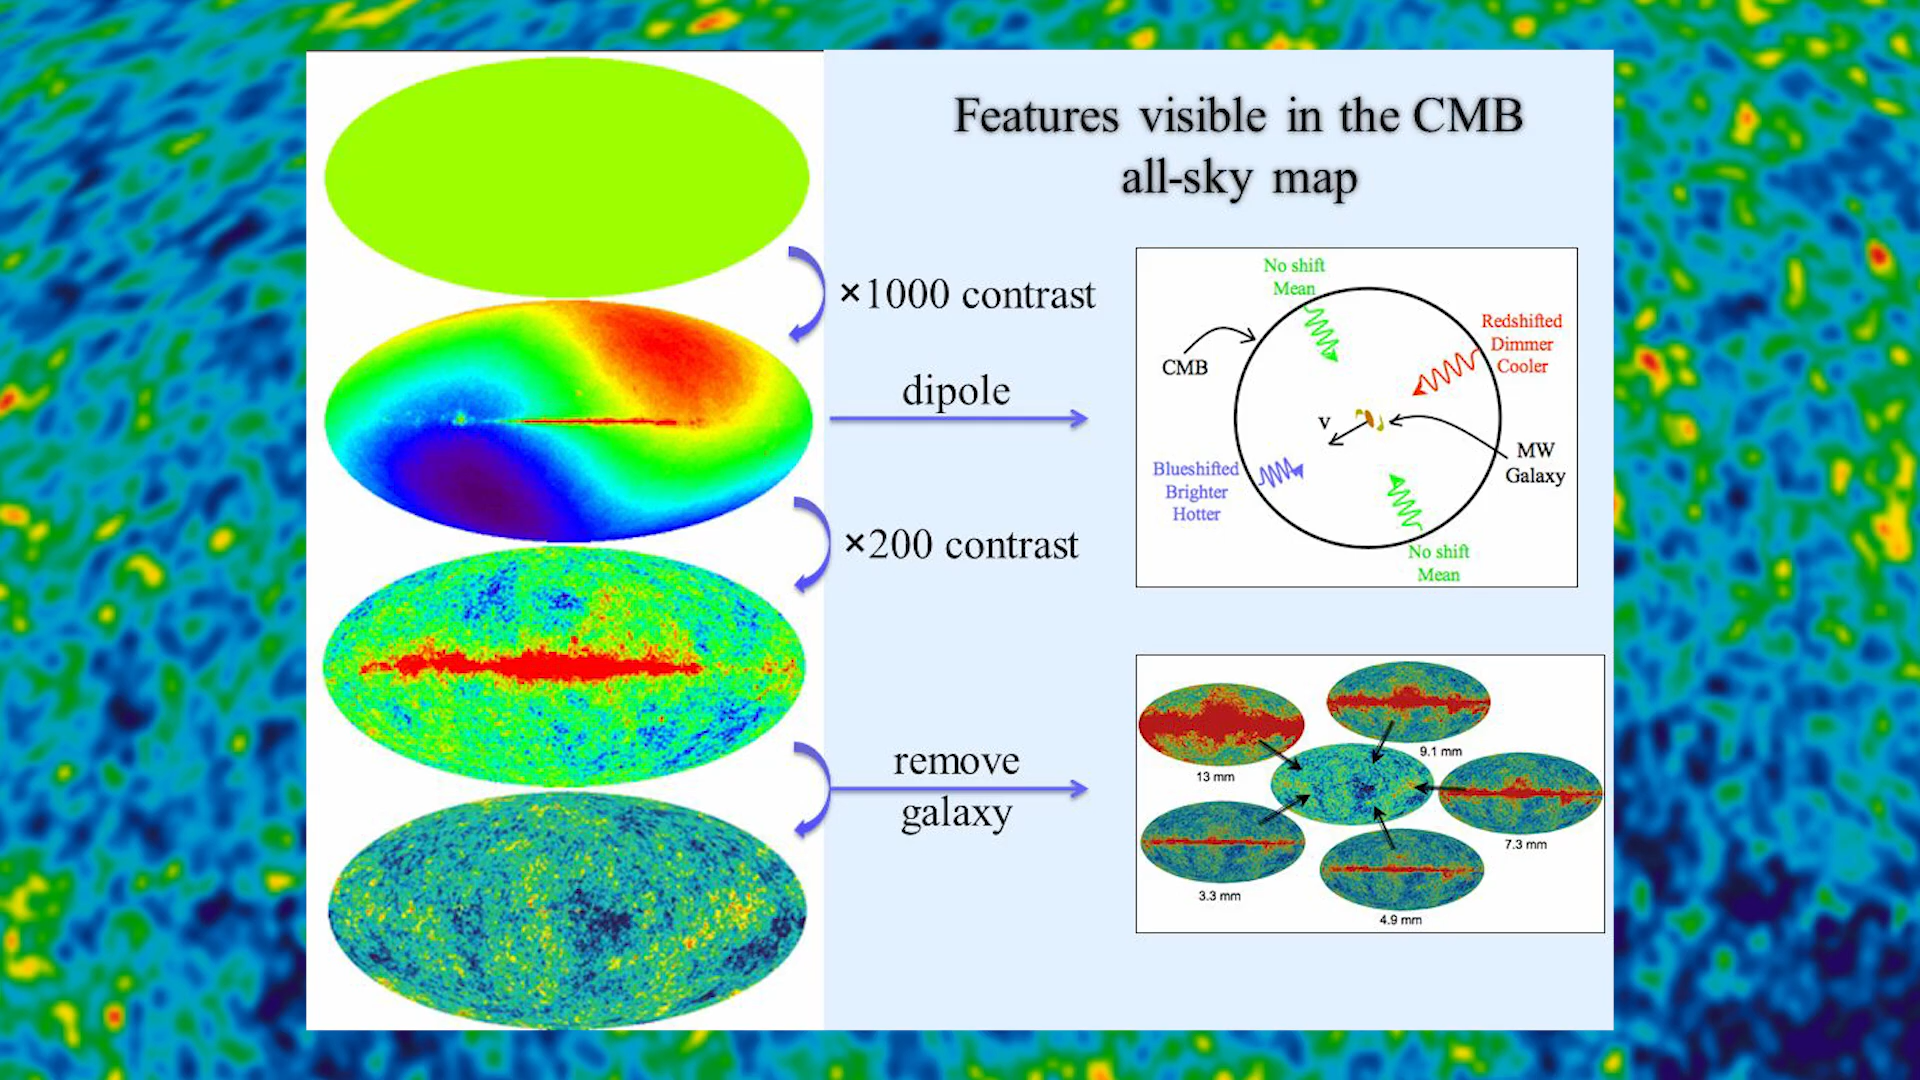 Features visible in the CMB
all-sky map
×1000 contrast
dipole
×200 contrast
remove
galaxy
No shift
Mean
Redshifted
Dimmer
Cooler
CMB
v
MW
Galaxy
Blueshifted
Brighter
Hotter
No shift
Mean
13 mm
9.1 mm
7.3 mm
3.3 mm
4.9 mm